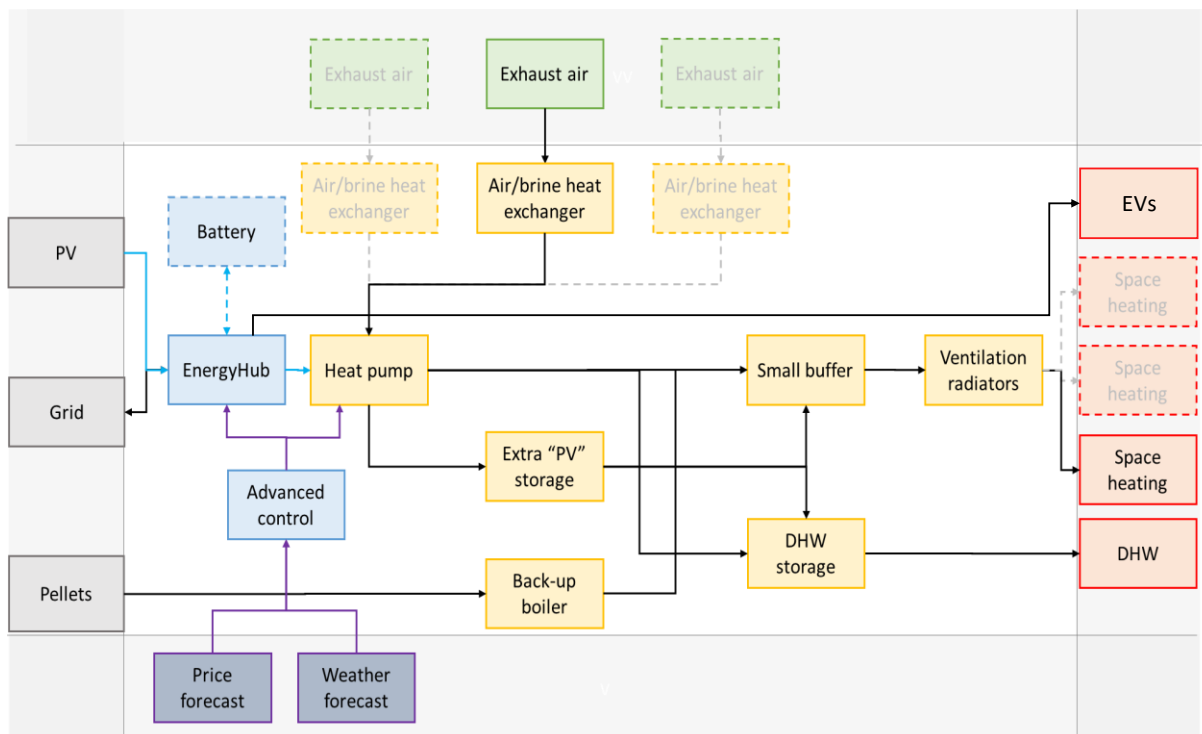 Exhaust air
Exhaust air
Exhaust air
vv
Air/brine heat
exchanger
Air/brine heat
exchanger
Air/brine heat
exchanger
EVs
Battery
PV
Space
heating
EnergyHub
Heat pump
Small buffer
Ventilation
radiators
Space
heating
Grid
Extra “PV”
storage
Space
heating
Advanced
control
DHW
storage
DHW
Pellets
Back-up
boiler
Price
forecast
Weather
forecast
v